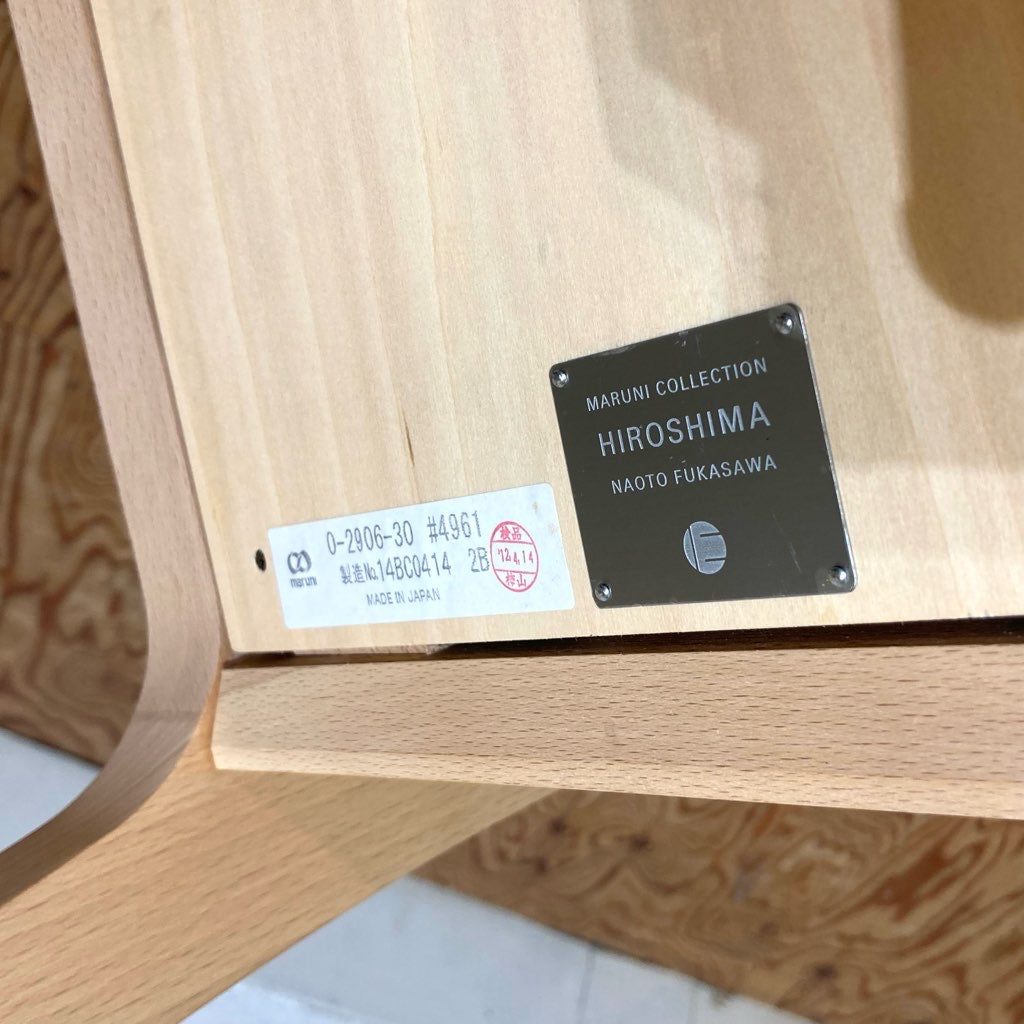 MARUNI COLLECTION
HIROSHIMA
NAOTO FUKASAWA
maruni
0-2906-30 #4961
製造No.14BC0414 2B
MADE IN JAPAN
検品
'12.4.14